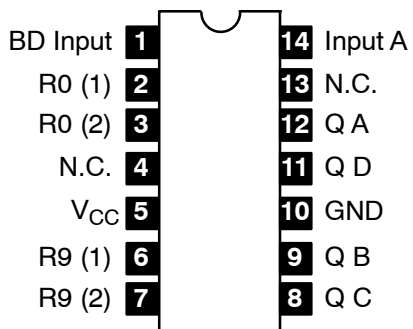 BD Input 1 14 Input A
R0 (1) 2 13 N.C.
R0 (2) 3 12 Q A
N.C. 4 11 Q D
VCC 5 10 GND
R9 (1) 6 9 Q B
R9 (2) 7 8 Q C